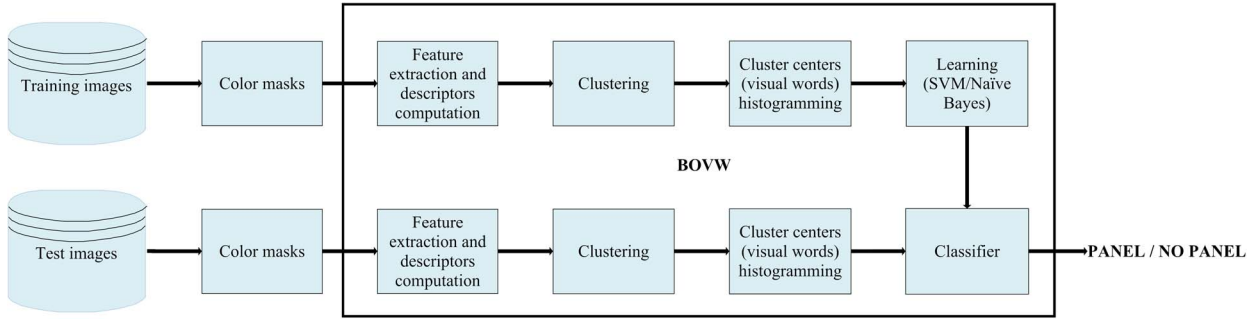 Training images
Color masks
Feature
extraction and
descriptors
computation
Clustering
Cluster centers
(visual words)
histogramming
Learning
(SVM/Naïve
Bayes)
BOVW
Test images
Color masks
Feature
extraction and
descriptors
computation
Clustering
Cluster centers
(visual words)
histogramming
Classifier
PANEL / NO PANEL